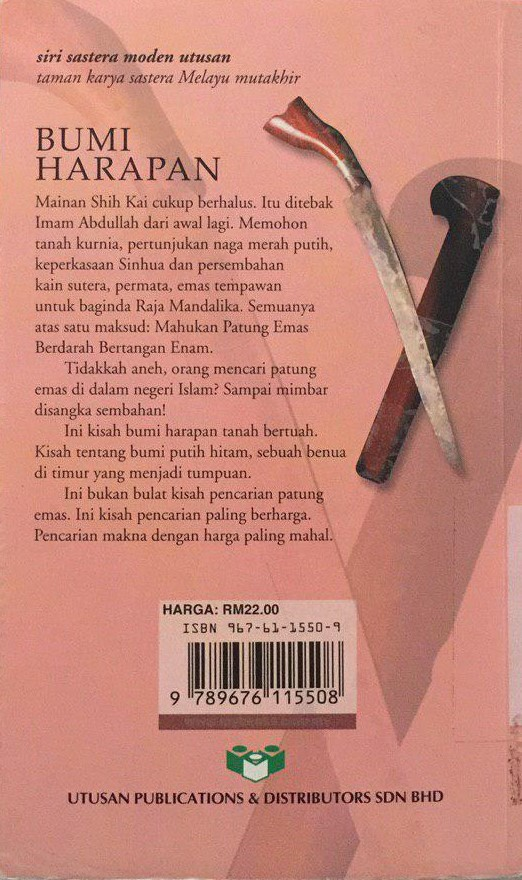 siri sastera moden utusan
taman karya sastera Melayu mutakhir
BUMI
HARAPAN
Mainan Shih Kai cukup berhalus. Itu ditebak
Imam Abdullah dari awal lagi. Memohon
tanah kurnia, pertunjukan naga merah putih,
keperkasaan Sinhua dan persembahan
kain sutera, permata, emas tempawan
untuk baginda Raja Mandalika. Semuanya
atas satu maksud: Mahukan Patung Emas
Berdarah Bertangan Enam.
Tidakkah aneh, orang mencari patung
emas di dalam negeri Islam? Sampai mimbar
disangka sembahan!
Ini kisah bumi harapan tanah bertuah.
Kisah tentang bumi putih hitam, sebuah benua
di timur yang menjadi tumpuan.
Ini bukan bulat kisah pencarian patung
emas. Ini kisah pencarian paling berharga.
Pencarian makna dengan harga paling mahal.
HARGA: RM22.00
ISBN 967-61-1550-9
9 789676 115508
UTUSAN PUBLICATIONS & DISTRIBUTORS SDN BHD